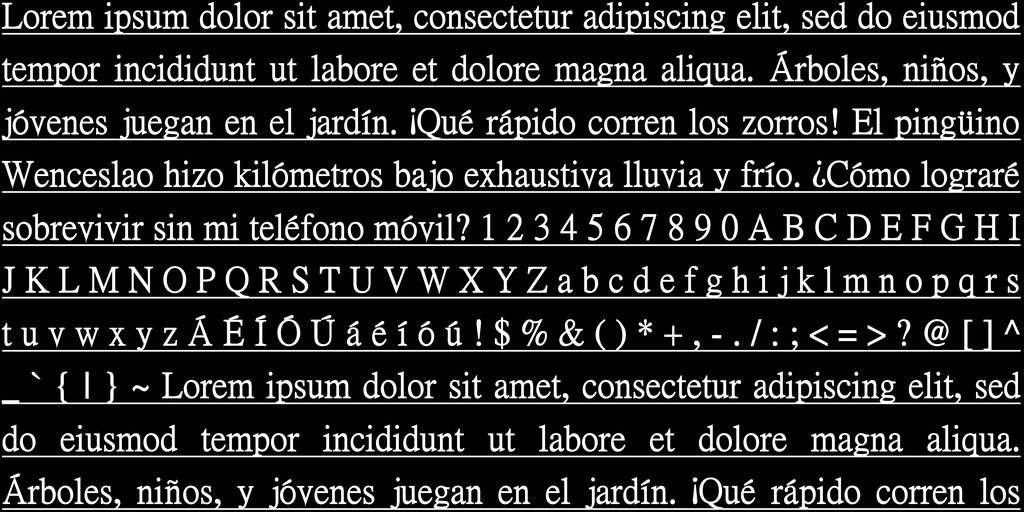 Lorem ipsum dolor sit amet, consectetur adipiscing elit, sed do eiusmod
tempor incididunt ut labore et dolore magna aliqua. Árboles, niños, y
jóvenes juegan en el jardín. ¡Qué rápido corren los zorros! El pingüino
Wenceslao hizo kilómetros bajo exhaustiva lluvia y frío. ¿Cómo lograré
sobrevivir sin mi teléfono móvil? 1 2 3 4 5 6 7 8 9 0 A B C D E F G H I
J K L M N O P Q R S T U V W X Y Z a b c d e f g h i j k l m n o p q r s
t u v w x y z Á É Í Ó Ú á é í ó ú ! $ % & ( ) * + , - . / : ; < = > ? @ [ ] ^
_ ` { | } ~ Lorem ipsum dolor sit amet, consectetur adipiscing elit, sed
do eiusmod tempor incididunt ut labore et dolore magna aliqua.
Árboles, niños, y jóvenes juegan en el jardín. ¡Qué rápido corren los